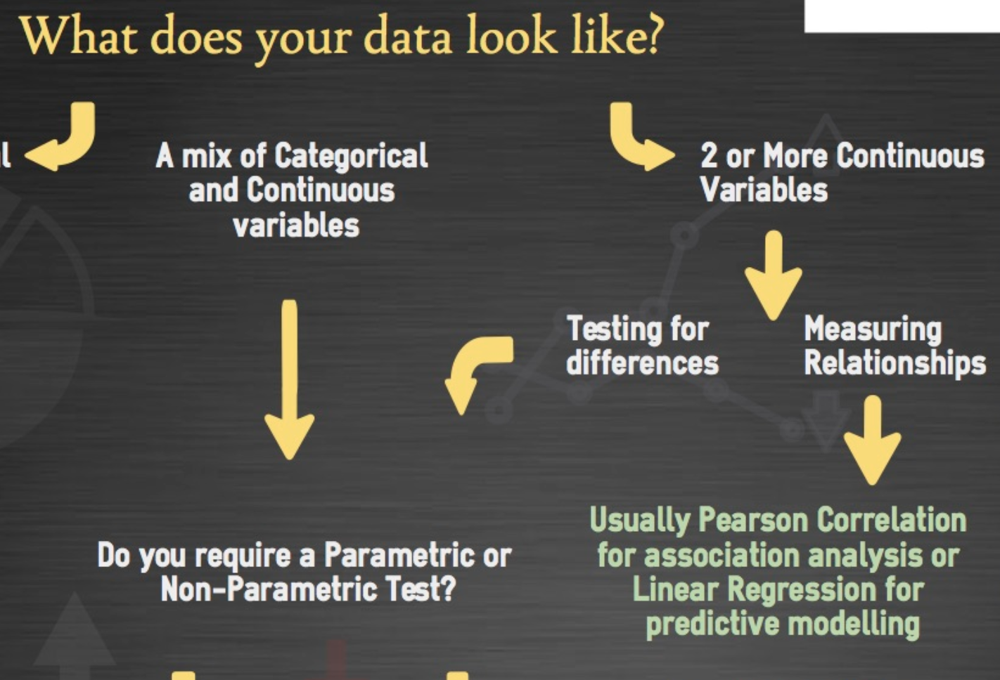 What does your data look like?
A mix of Categorical
and Continuous
variables
2 or More Continuous
Variables
Testing for
differences
Measuring
Relationships
Do you require a Parametric or
Non-Parametric Test?
Usually Pearson Correlation
for association analysis or
Linear Regression for
predictive modelling